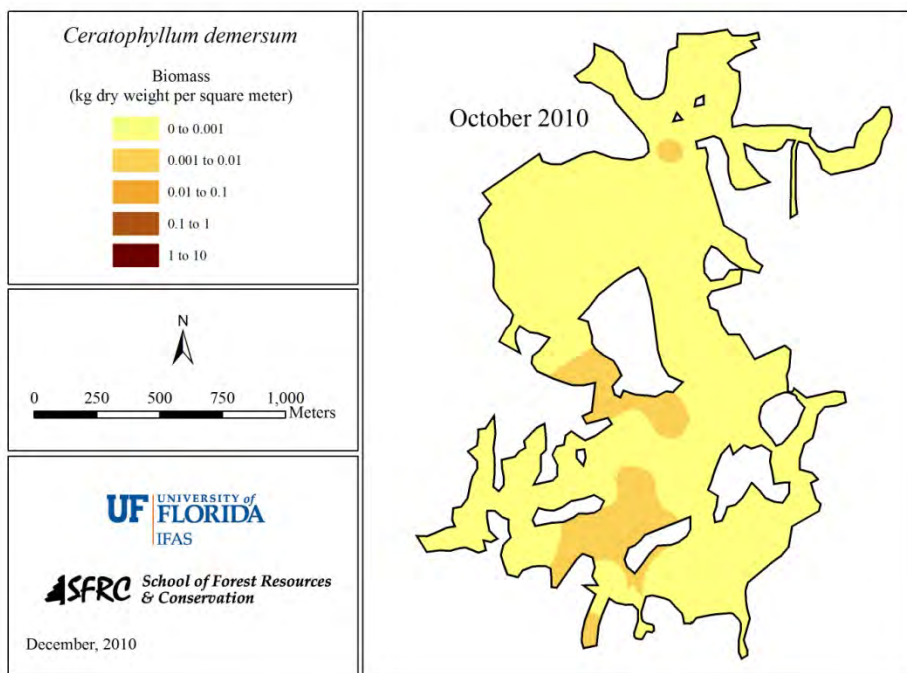 Ceratophyllum demersum
Biomass
(kg dry weight per square meter)
0 to 0.001
0.001 to 0.01
0.01 to 0.1
0.1 to 1
1 to 10
N
0 250 500 750 1,000
Meters
UF UNIVERSITY of
FLORIDA
IFAS
SFRC School of Forest Resources
& Conservation
December, 2010
October 2010